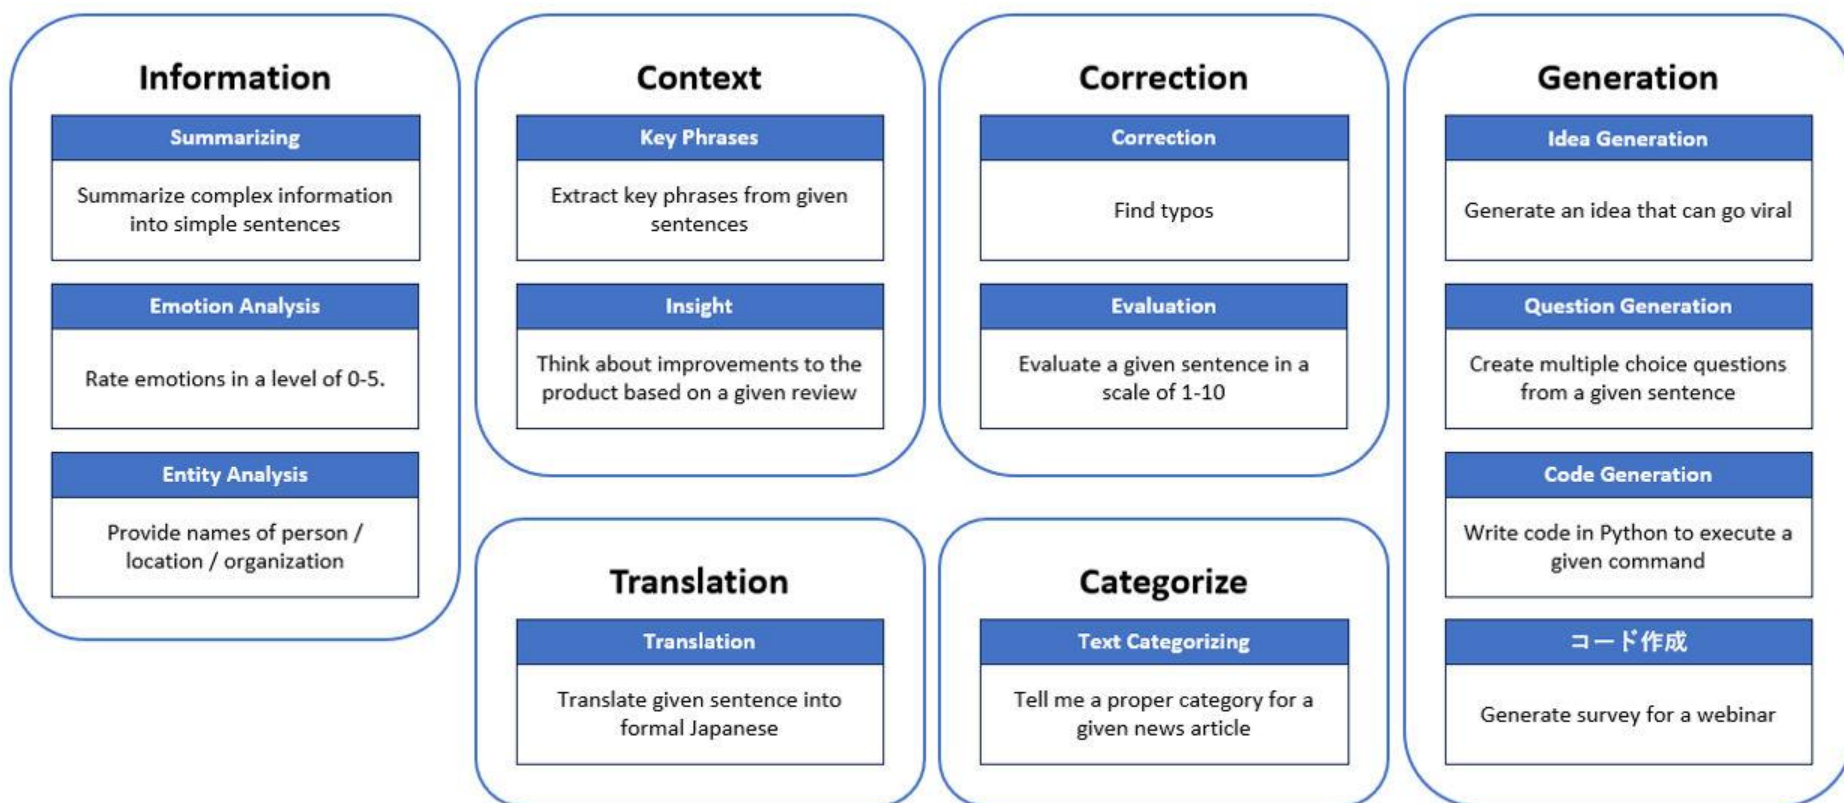 Information
Summarizing
Summarize complex information
into simple sentences
Emotion Analysis
Rate emotions in a level of 0-5.
Entity Analysis
Provide names of person /
location / organization
Context
Key Phrases
Extract key phrases from given
sentences
Insight
Think about improvements to the
product based on a given review
Correction
Correction
Find typos
Evaluation
Evaluate a given sentence in a
scale of 1-10
Translation
Translation
Translate given sentence into
formal Japanese
Categorize
Text Categorizing
Tell me a proper category for a
given news article
Generation
Idea Generation
Generate an idea that can go viral
Question Generation
Create multiple choice questions
from a given sentence
Code Generation
Write code in Python to execute a
given command
コード作成
Generate survey for a webinar